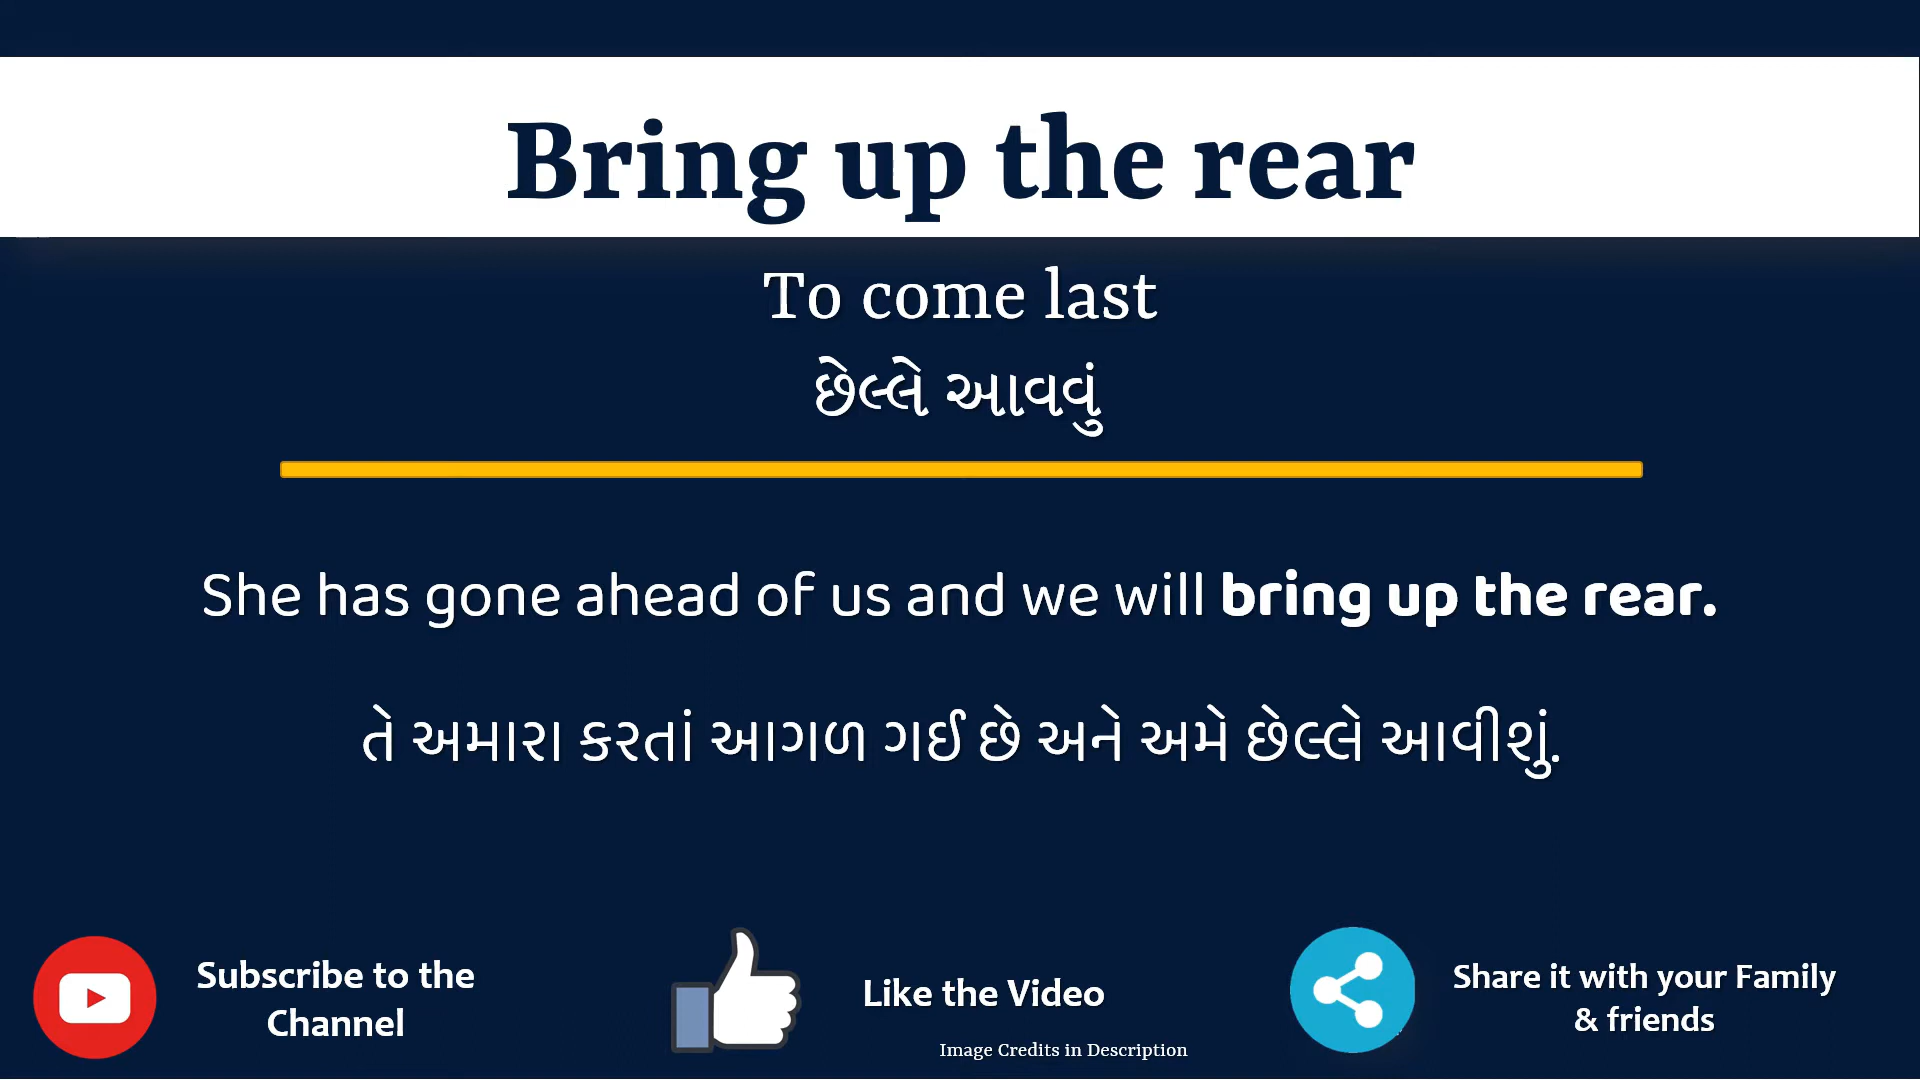 Bring up the rear
To come last
છેલ્લે આવવું
She has gone ahead of us and we will bring up the rear.
તે અમારા કરતાં આગળ ગઈ છે અને અમે છેલ્લે આવીશું.
Subscribe to the
Channel
Like the Video
Image Credits in Description
Share it with your Family
& friends